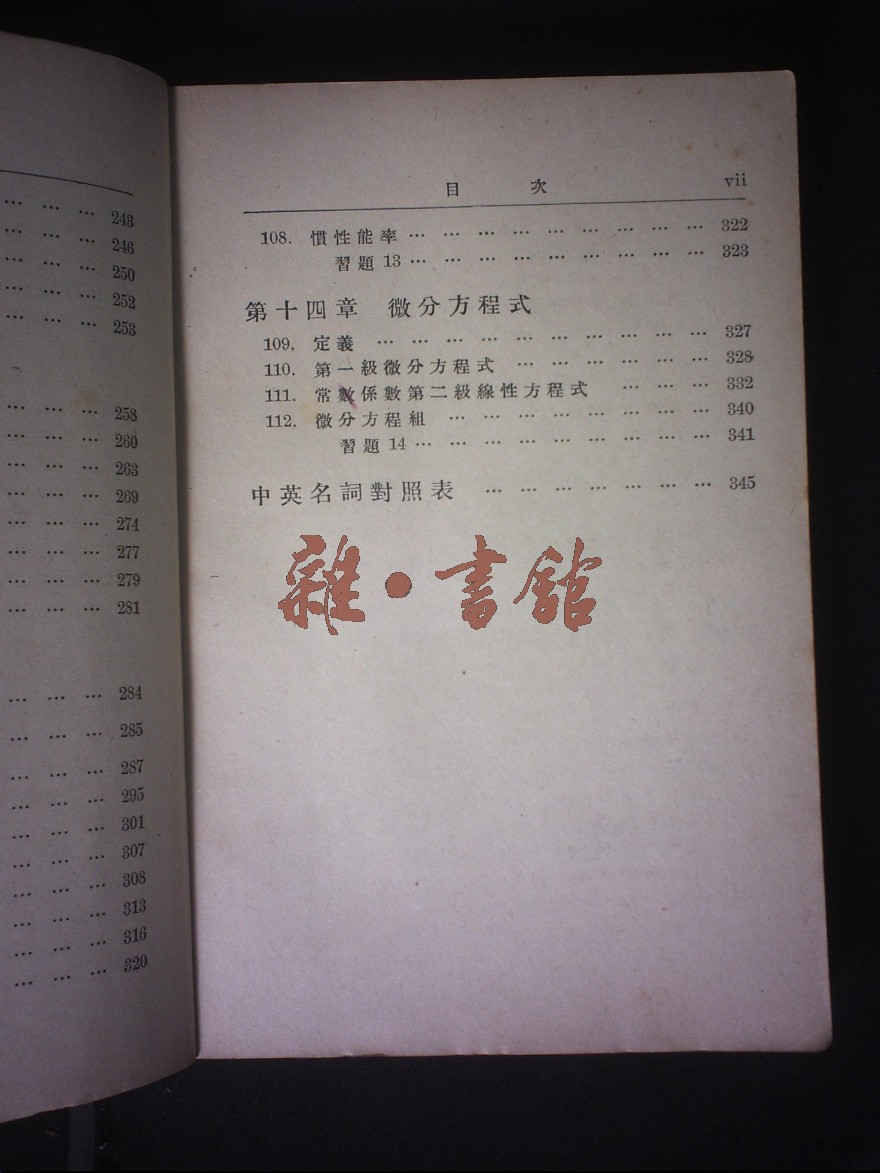 243
246
250
252
253
258
260
263
269
274
277
279
281
284
285
287
295
301
307
308
313
316
320
目 次 vii
108. 慣性能率 … … … … … … … … … 322
習題 13 … … … … … … … … … 323
第十四章 微分方程式
109. 定義 … … … … … … … … … … 327
110. 第一級微分方程式 … … … … … … 328
111. 常數係數第二級線性方程式 … … … 332
112. 微分方程組 … … … … … … … … 340
習題 14 … … … … … … … … … 341
中英名詞對照表 … … … … … … … 345
雜·書館